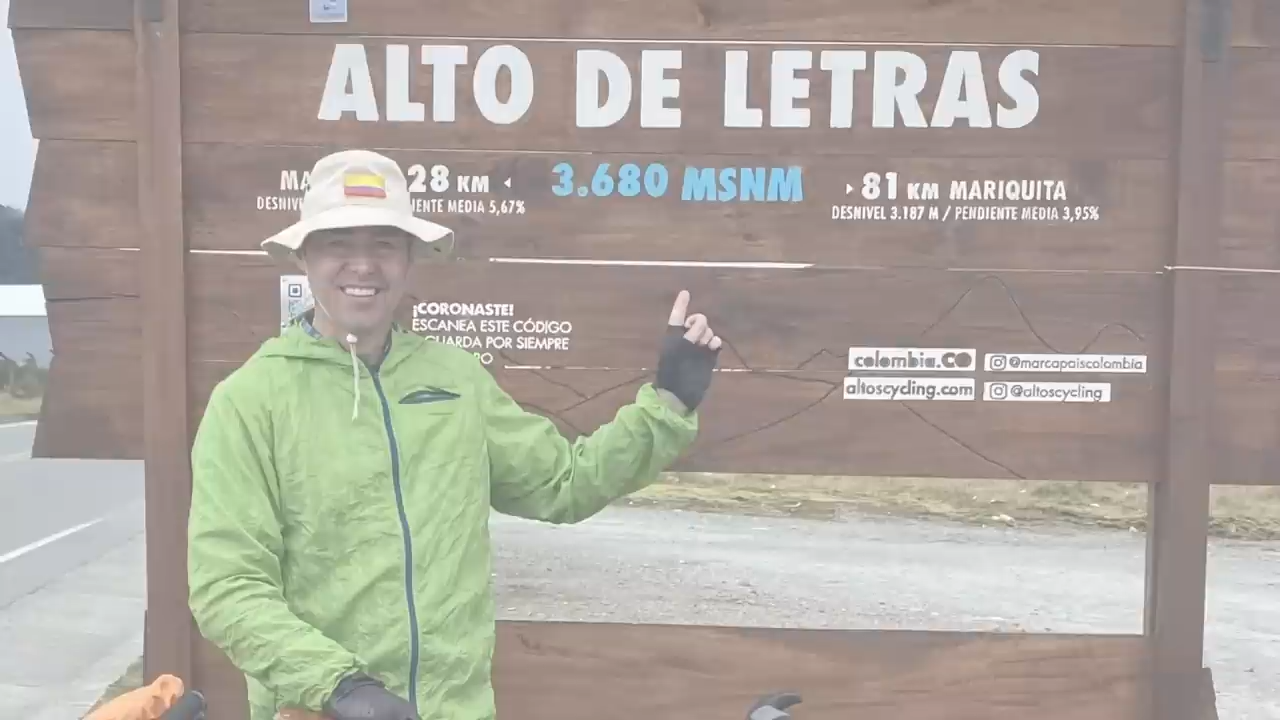 ALTO DE LETRAS
28 KM
3.680 MSNM
81 KM MARIQUITA
MEDIA 5,67%
DESNIVEL 3.187 M / PENDIENTE MEDIA 3,95%
¡CORONASTE!
ESCANEA ESTE CÓDIGO
GUARDA POR SIEMPRE
colombia.CO
@marcapaiscolombia
altoscycling.com
@altoscycling